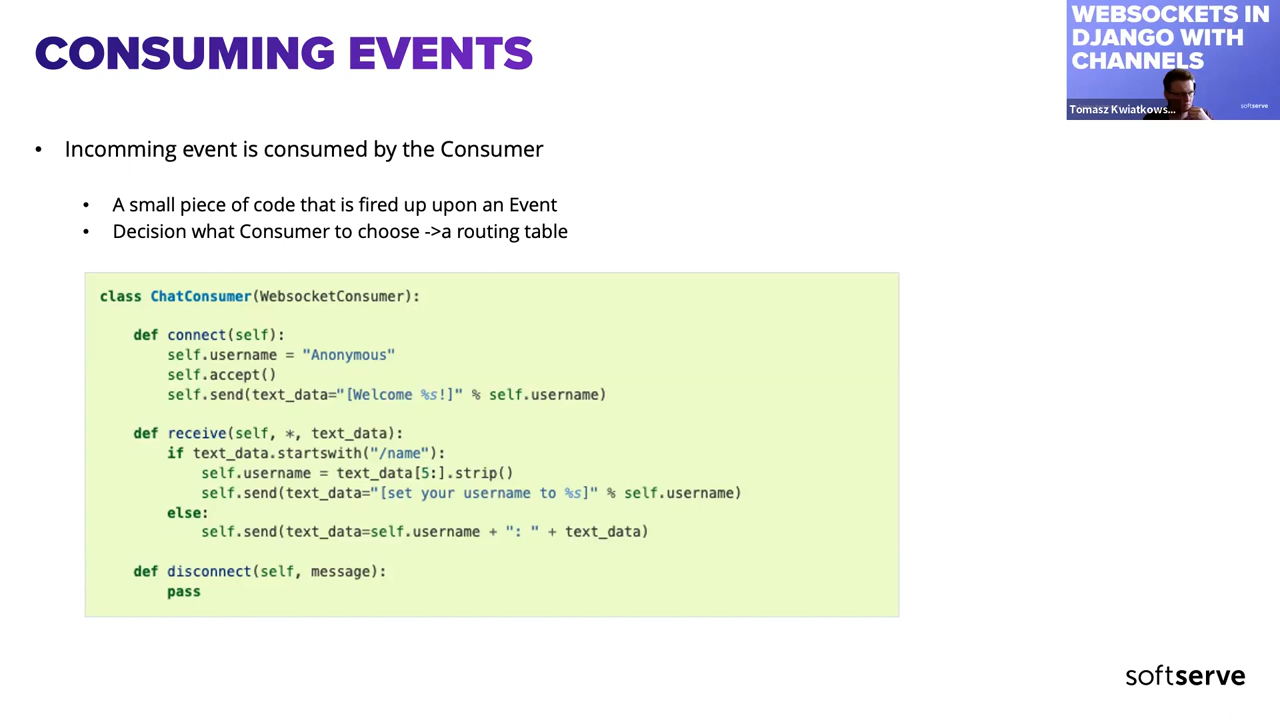 CONSUMING EVENTS
WEBSOCKETS IN
DJANGO WITH
CHANNELS
Tomasz Kwiatkows...
softserve
• Incomming event is consumed by the Consumer
• A small piece of code that is fired up upon an Event
• Decision what Consumer to choose ->a routing table
class ChatConsumer(WebsocketConsumer):
def connect(self):
self.username = "Anonymous"
self.accept()
self.send(text_data="[Welcome %s!]" % self.username)
def receive(self, *, text_data):
if text_data.startswith("/name"):
self.username = text_data[5:].strip()
self.send(text_data="[set your username to %s]" % self.username)
else:
self.send(text_data=self.username + ": " + text_data)
def disconnect(self, message):
pass
softserve